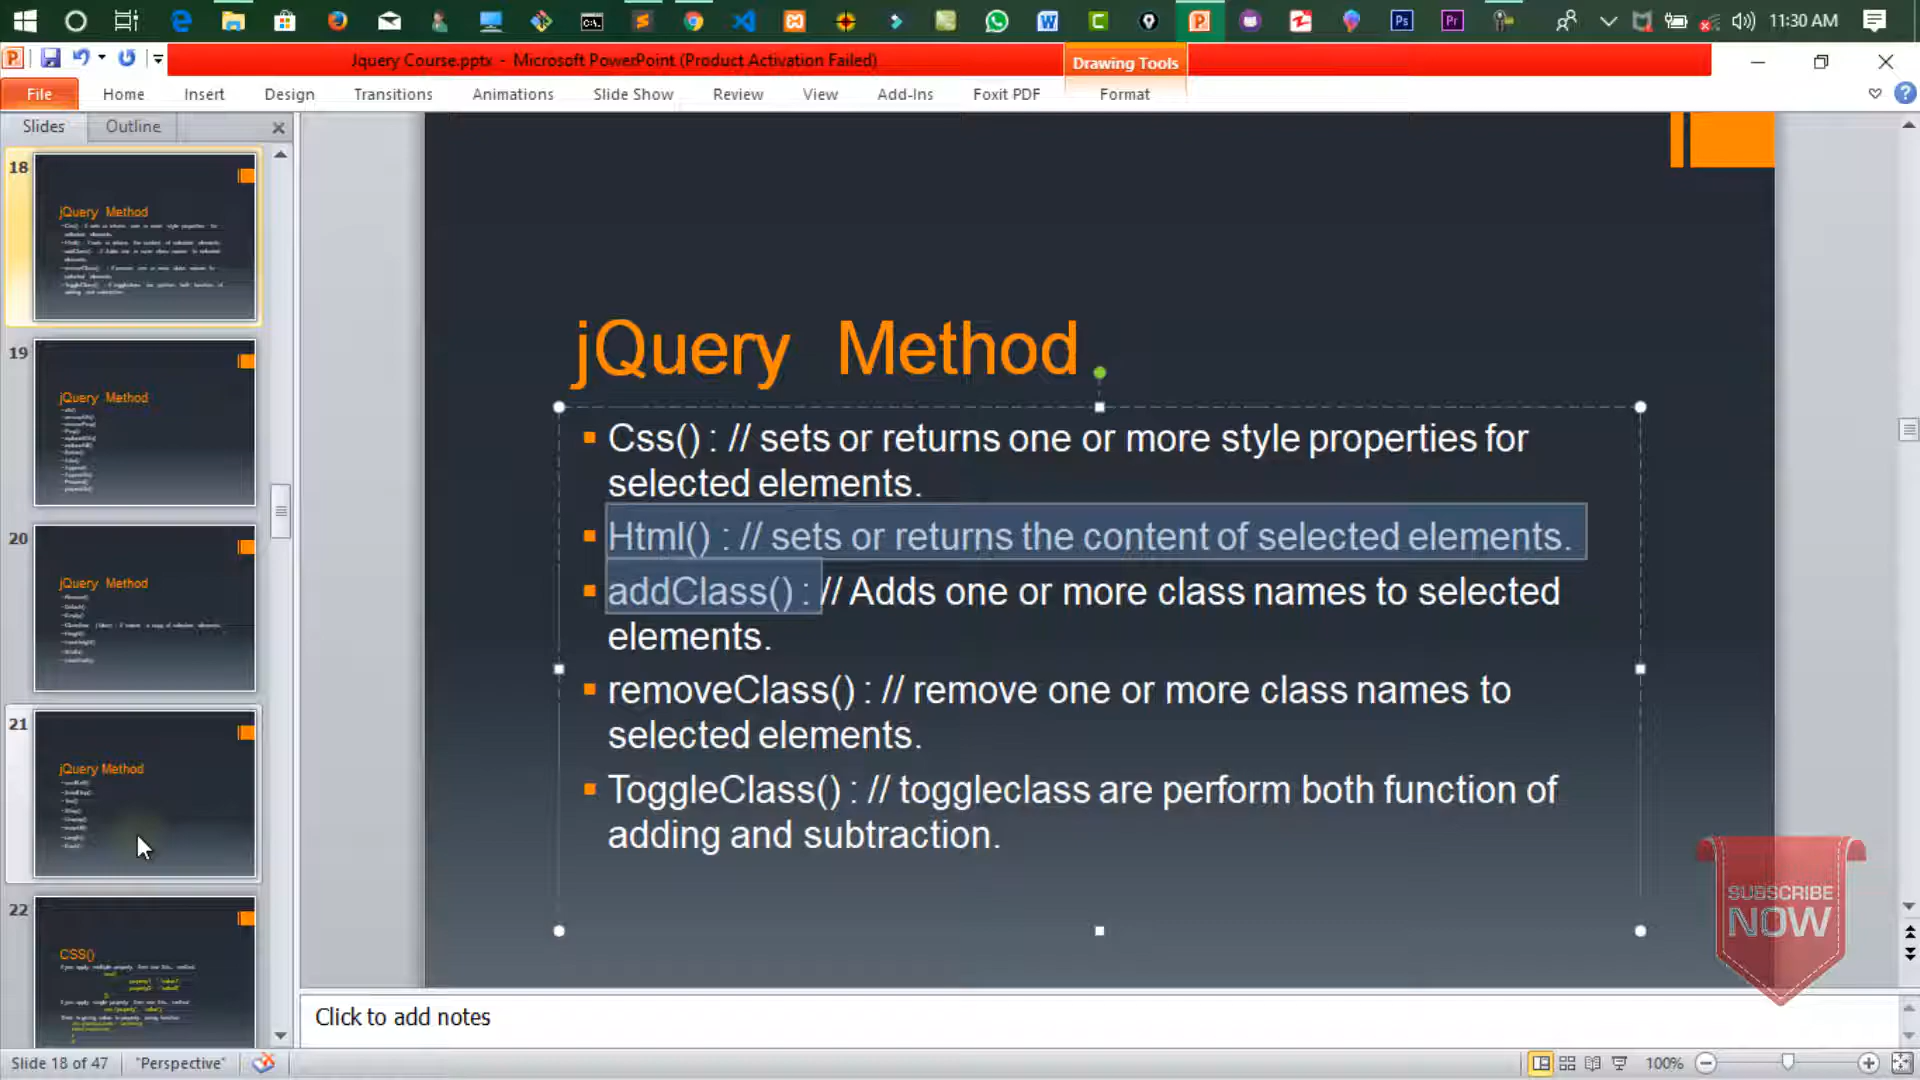 11:30 AM
Jquery Course.pptx - Microsoft PowerPoint (Product Activation Failed)
Drawing Tools
File Home Insert Design Transitions Animations Slide Show Review View Add-Ins Foxit PDF Format
Slides Outline
18
jQuery Method
19
jQuery Method
20
jQuery Method
21
jQuery Method
22
CSS()
jQuery Method
Css() : // sets or returns one or more style properties for
selected elements.
Html() : // sets or returns the content of selected elements.
addClass() : // Adds one or more class names to selected
elements.
removeClass() : // remove one or more class names to
selected elements.
ToggleClass() : // toggleclass are perform both function of
adding and subtraction.
SUBSCRIBE
NOW
Click to add notes
Slide 18 of 47 "Perspective" 100%